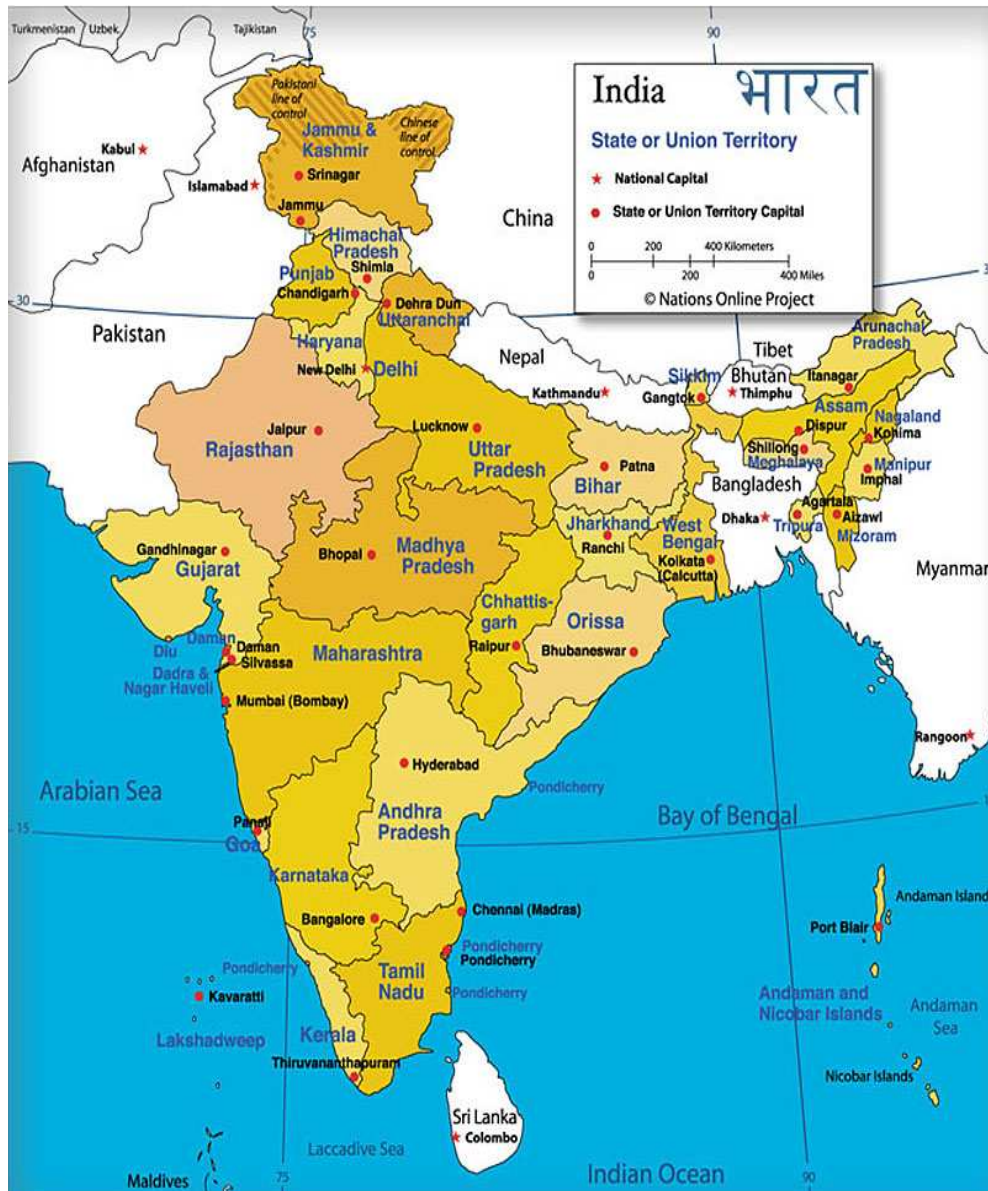 Turkmenistan
Uzbek.
Tajikistan
75
90
India
भारत
State or Union Territory
National Capital
State or Union Territory Capital
0 200 400 Kilometers
0 200 400 Miles
© Nations Online Project
Pakistani
line of
control
Chinese
line of
control
Jammu &
Kashmir
Kabul
Afghanistan
Srinagar
Islamabad
Jammu
China
Himachal
Pradesh
Shimla
Punjab
Chandigarh
Dehra Dun
Uttaranchal
30
3
Pakistan
Haryana
New Delhi
Delhi
Nepal
Kathmandu
Sikkim
Gangtok
Tibet
Bhutan
Thimphu
Arunachal
Pradesh
Itanagar
Assam
Dispur
Nagaland
Kohima
Shillong
Meghalaya
Manipur
Imphal
Jaipur
Rajasthan
Lucknow
Uttar
Pradesh
Patna
Bihar
Bangladesh
Dhaka
Agartala
Tripura
Aizawl
Mizoram
Myanmar
Jharkhand
Ranchi
West
Bengal
Kolkata
(Calcutta)
Gandhinagar
Gujarat
Bhopal
Madhya
Pradesh
Chhattis-
garh
Raipur
Orissa
Bhubaneswar
Daman
Diu
Daman
Silvassa
Dadra &
Nagar Haveli
Maharashtra
Mumbai (Bombay)
Rangoon
Hyderabad
Arabian Sea
Andhra
Pradesh
Pondicherry
Bay of Bengal
15
1
Panaji
Goa
Karnataka
Bangalore
Chennai (Madras)
Andaman Island
Port Blair
Pondicherry
Pondicherry
Pondicherry
Tamil
Nadu
Pondicherry
Kavaratti
Lakshadweep
Kerala
Thiruvananthapuram
Andaman and
Nicobar Islands
Andaman
Sea
Nicobar Islands
Sri Lanka
Colombo
Laccadive Sea
Maldives
75
Indian Ocean
90